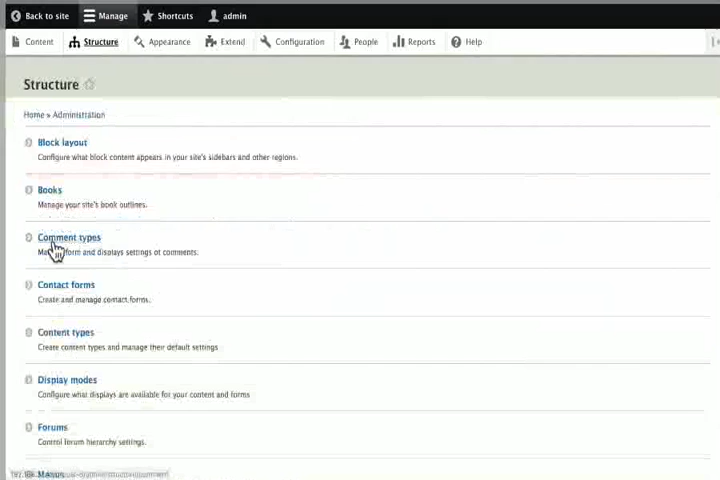 Back to site Manage Shortcuts admin
Content Structure Appearance Extend Configuration People Reports Help
Structure
Home » Administration
Block layout
Configure what block content appears in your site's sidebars and other regions.
Books
Manage your site's book outlines.
Comment types
form and displays settings of comments.
Contact forms
Create and manage contact forms.
Content types
Create content types and manage their default settings
Display modes
Configure what displays are available for your content and forms
Forums
Control forum hierarchy settings.